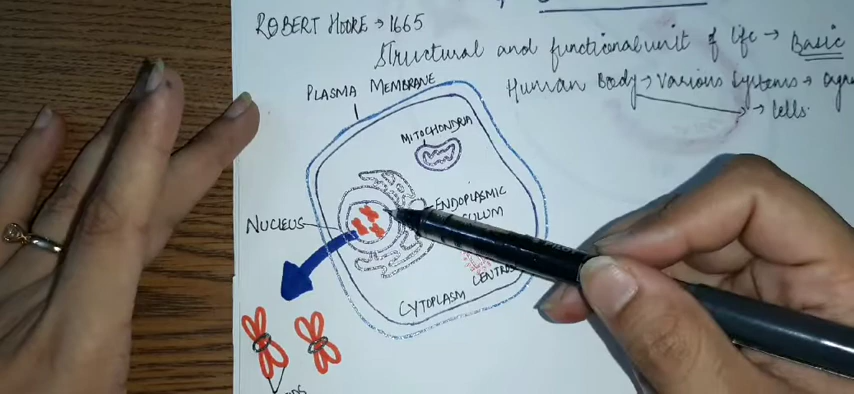 ROBERT HOOKE → 1665
Structural and functional unit of life → Basic
Human Body → Various Systems →
→ Cells.
PLASMA MEMBRANE
MITOCHONDRIA
ENDOPLASMIC
NUCLEUS
CYTOPLASM